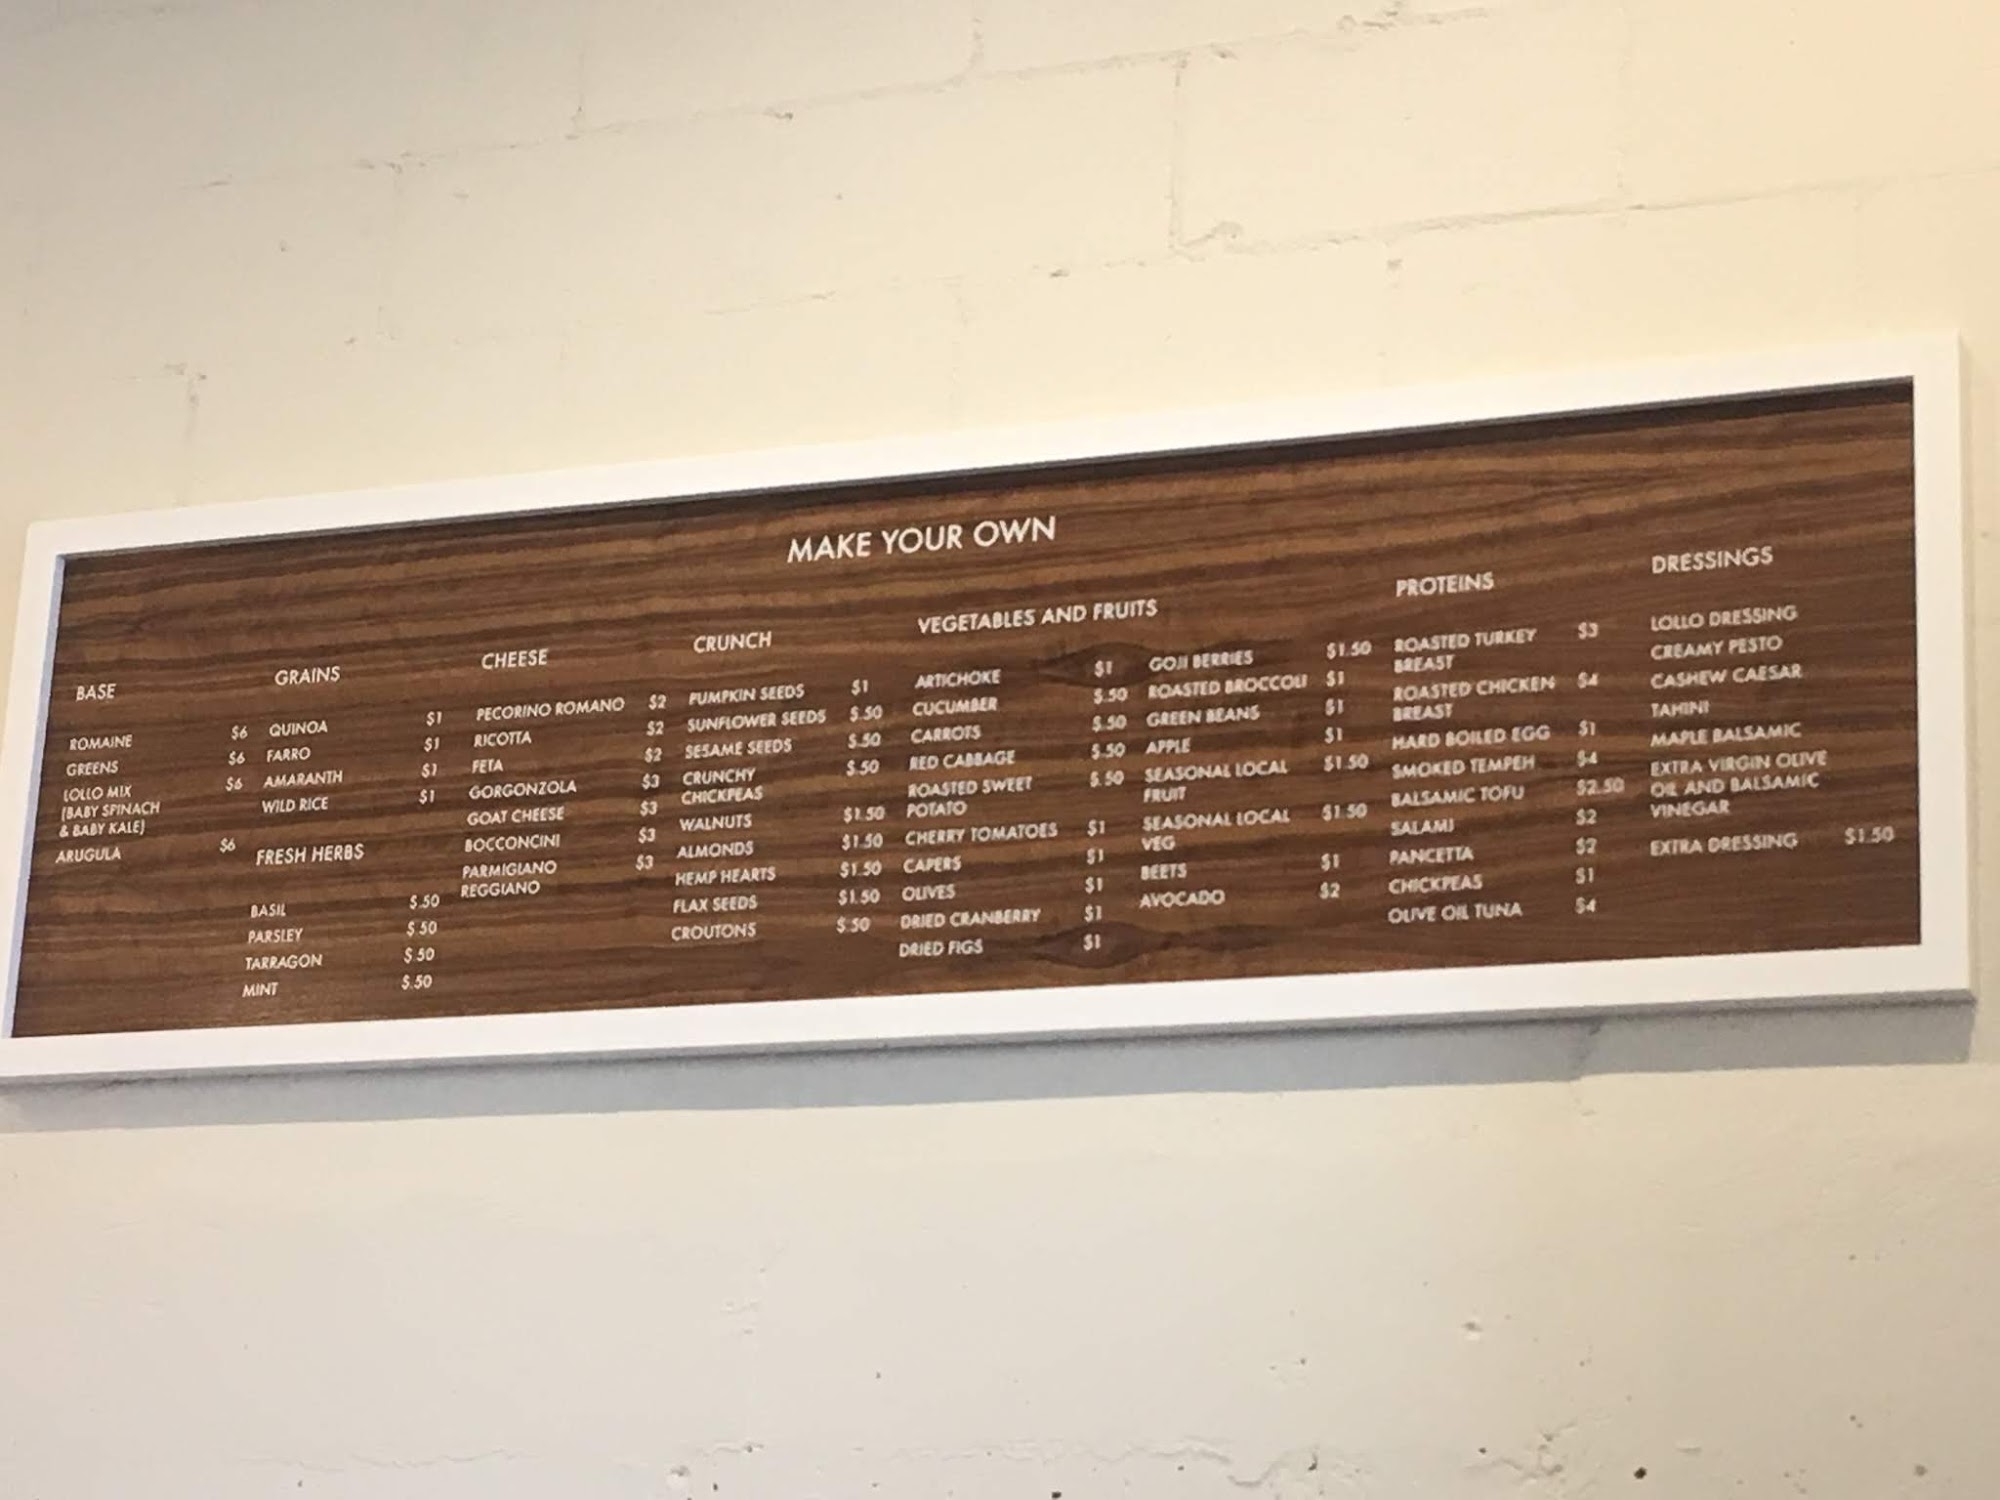 MAKE YOUR OWN
BASE
ROMAINE $6
GREENS $6
LOLLO MIX $6
(BABY SPINACH
& BABY KALE)
ARUGULA $6
GRAINS
QUINOA $1
FARRO $1
AMARANTH $1
WILD RICE $1
FRESH HERBS
BASIL $.50
PARSLEY $.50
TARRAGON $.50
MINT $.50
CHEESE
PECORINO ROMANO $2
RICOTTA $2
FETA $2
GORGONZOLA $3
GOAT CHEESE $3
BOCCONCINI $3
PARMIGIANO $3
REGGIANO
CRUNCH
PUMPKIN SEEDS $1
SUNFLOWER SEEDS $.50
SESAME SEEDS $.50
CRUNCHY $.50
CHICKPEAS
WALNUTS $1.50
ALMONDS $1.50
HEMP HEARTS $1.50
FLAX SEEDS $1.50
CROUTONS $.50
VEGETABLES AND FRUITS
ARTICHOKE $1
CUCUMBER $.50
CARROTS $.50
RED CABBAGE $.50
ROASTED SWEET $.50
POTATO
CHERRY TOMATOES $1
CAPERS $1
OLIVES $1
DRIED CRANBERRY $1
DRIED FIGS $1
GOJI BERRIES $1.50
ROASTED BROCCOLI $1
GREEN BEANS $1
APPLE $1
SEASONAL LOCAL $1.50
FRUIT
SEASONAL LOCAL $1.50
VEG
BEETS $1
AVOCADO $2
PROTEINS
ROASTED TURKEY $3
BREAST
ROASTED CHICKEN $4
BREAST
HARD BOILED EGG $1
SMOKED TEMPEH $4
BALSAMIC TOFU $2.50
SALAMI $2
PANCETTA $2
CHICKPEAS $1
OLIVE OIL TUNA $4
DRESSINGS
LOLLO DRESSING
CREAMY PESTO
CASHEW CAESAR
TAHINI
MAPLE BALSAMIC
EXTRA VIRGIN OLIVE
OIL AND BALSAMIC
VINEGAR
EXTRA DRESSING $1.50